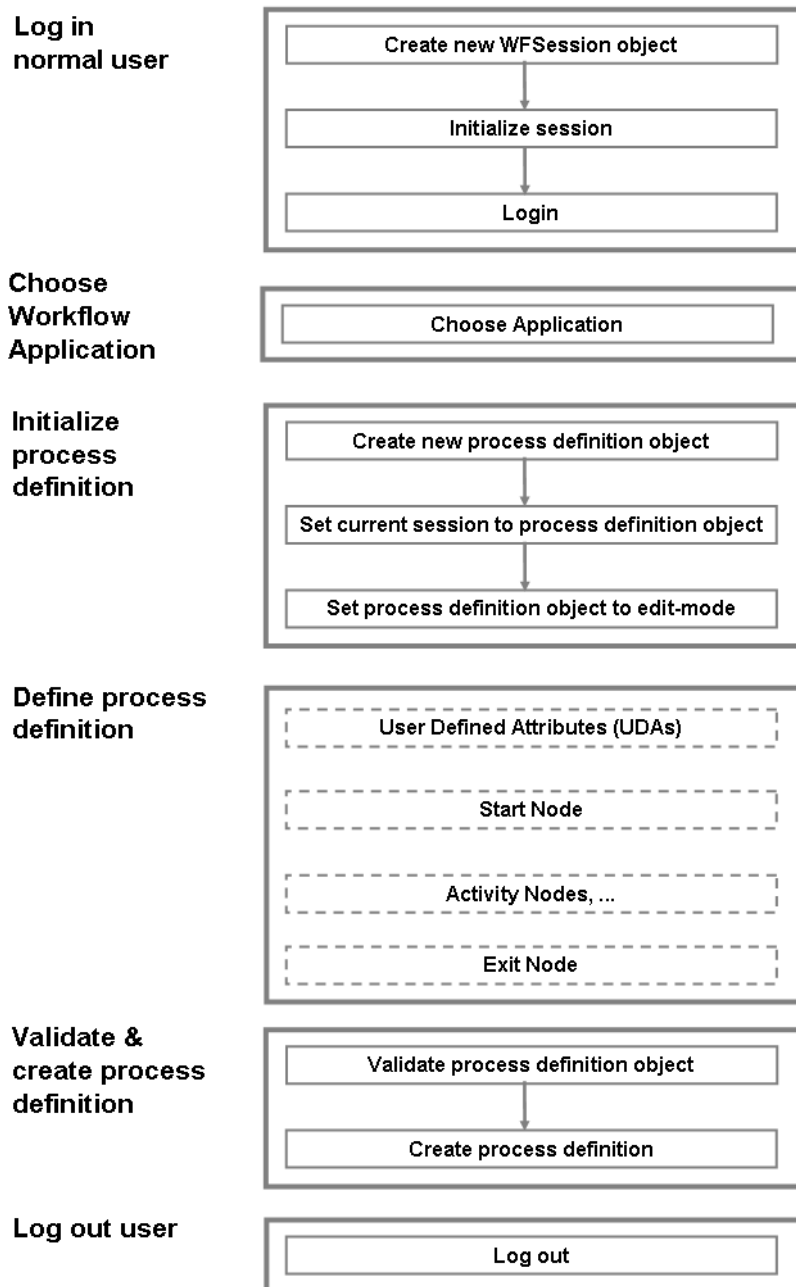 Log in
normal user
Create new WFSession object
Initialize session
Login
Choose
Workflow
Application
Choose Application
Initialize
process
definition
Create new process definition object
Set current session to process definition object
Set process definition object to edit-mode
Define process
definition
User Defined Attributes (UDAs)
Start Node
Activity Nodes, ...
Exit Node
Validate &
create process
definition
Validate process definition object
Create process definition
Log out user
Log out